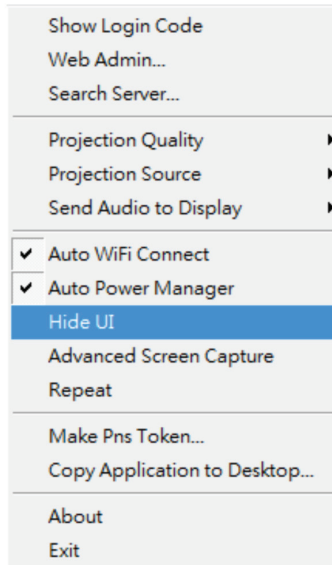 Show Login Code
Web Admin...
Search Server...
Projection Quality
Projection Source
Send Audio to Display
Auto WiFi Connect
Auto Power Manager
Hide UI
Advanced Screen Capture
Repeat
Make Pns Token...
Copy Application to Desktop...
About
Exit